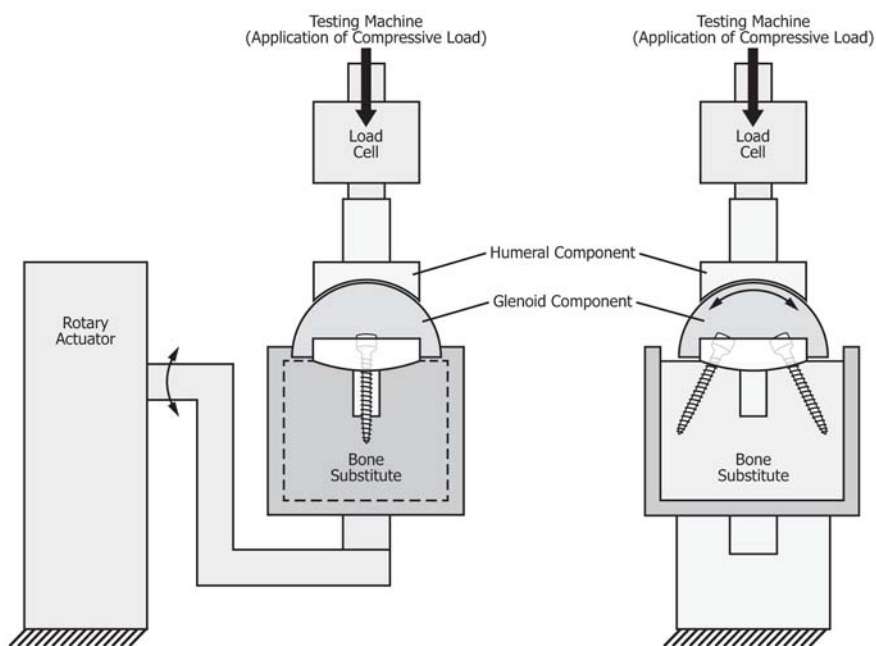 Testing Machine
(Application of Compressive Load)
Load
Cell
Rotary
Actuator
Bone
Substitute
Humeral Component
Glenoid Component
Testing Machine
(Application of Compressive Load)
Load
Cell
Bone
Substitute